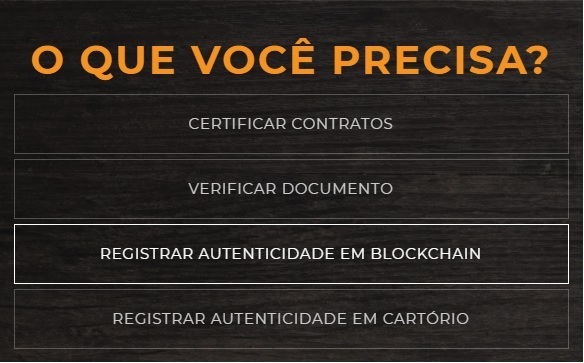 O QUE VOCÊ PRECISA?
CERTIFICAR CONTRATOS
VERIFICAR DOCUMENTO
REGISTRAR AUTENTICIDADE EM BLOCKCHAIN
REGISTRAR AUTENTICIDADE EM CARTÓRIO